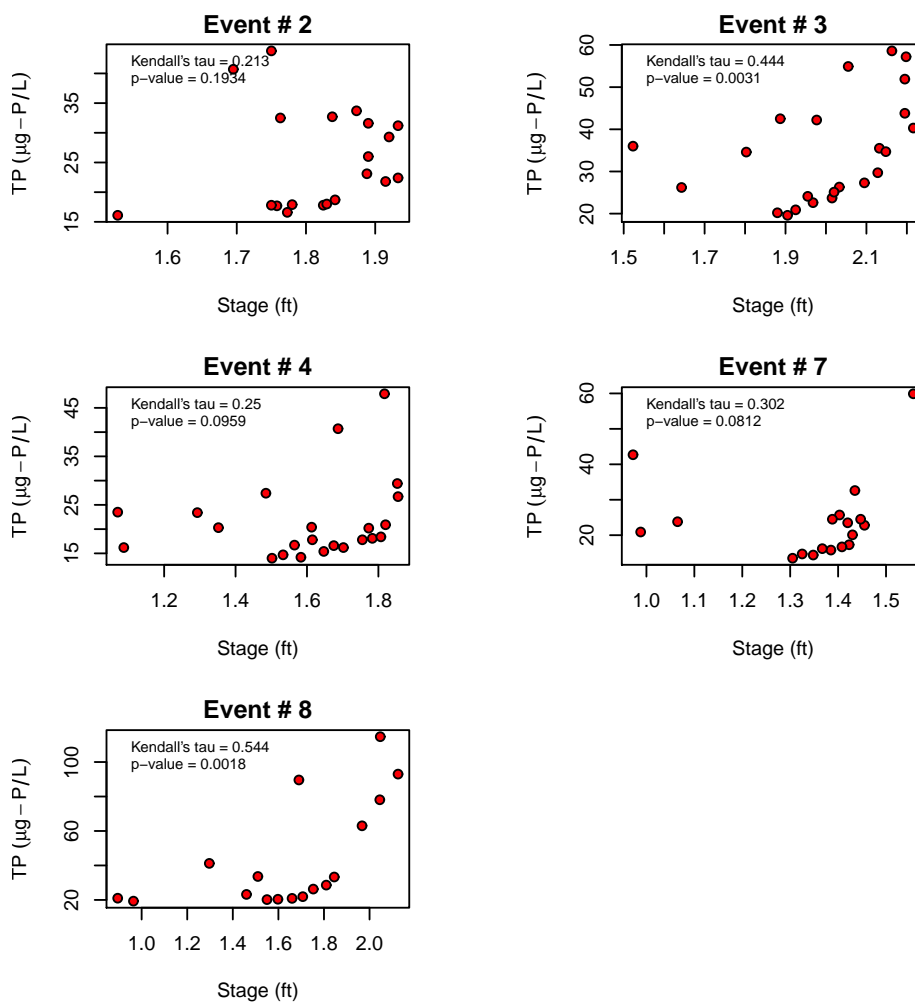 Event # 2
Kendall's tau = 0.213
p−value = 0.1934
TP (μg−P/L)
15
25
35
1.6
1.7
1.8
1.9
Stage (ft)
Event # 3
Kendall's tau = 0.444
p−value = 0.0031
TP (μg−P/L)
20
30
40
50
60
1.5
1.7
1.9
2.1
Stage (ft)
Event # 4
Kendall's tau = 0.25
p−value = 0.0959
TP (μg−P/L)
15
25
35
45
1.2
1.4
1.6
1.8
Stage (ft)
Event # 7
Kendall's tau = 0.302
p−value = 0.0812
TP (μg−P/L)
20
40
60
1.0
1.1
1.2
1.3
1.4
1.5
Stage (ft)
Event # 8
Kendall's tau = 0.544
p−value = 0.0018
TP (μg−P/L)
20
60
100
1.0
1.2
1.4
1.6
1.8
2.0
Stage (ft)